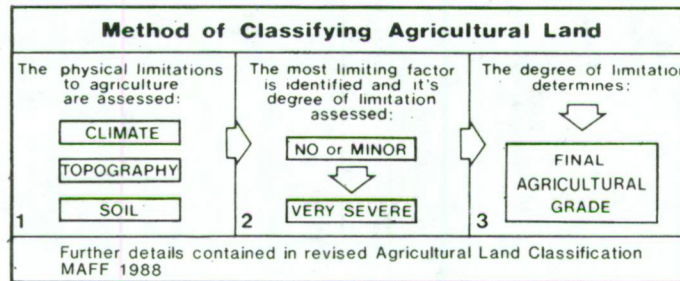 Method of Classifying Agricultural Land
The physical limitations
to agriculture
are assessed:
CLIMATE
TOPOGRAPHY
SOIL
1
The most limiting factor
is identified and it's
degree of limitation
assessed:
NO or MINOR
VERY SEVERE
2
The degree of limitation
determines:
FINAL
AGRICULTURAL
GRADE
3
Further details contained in revised Agricultural Land Classification
MAFF 1988